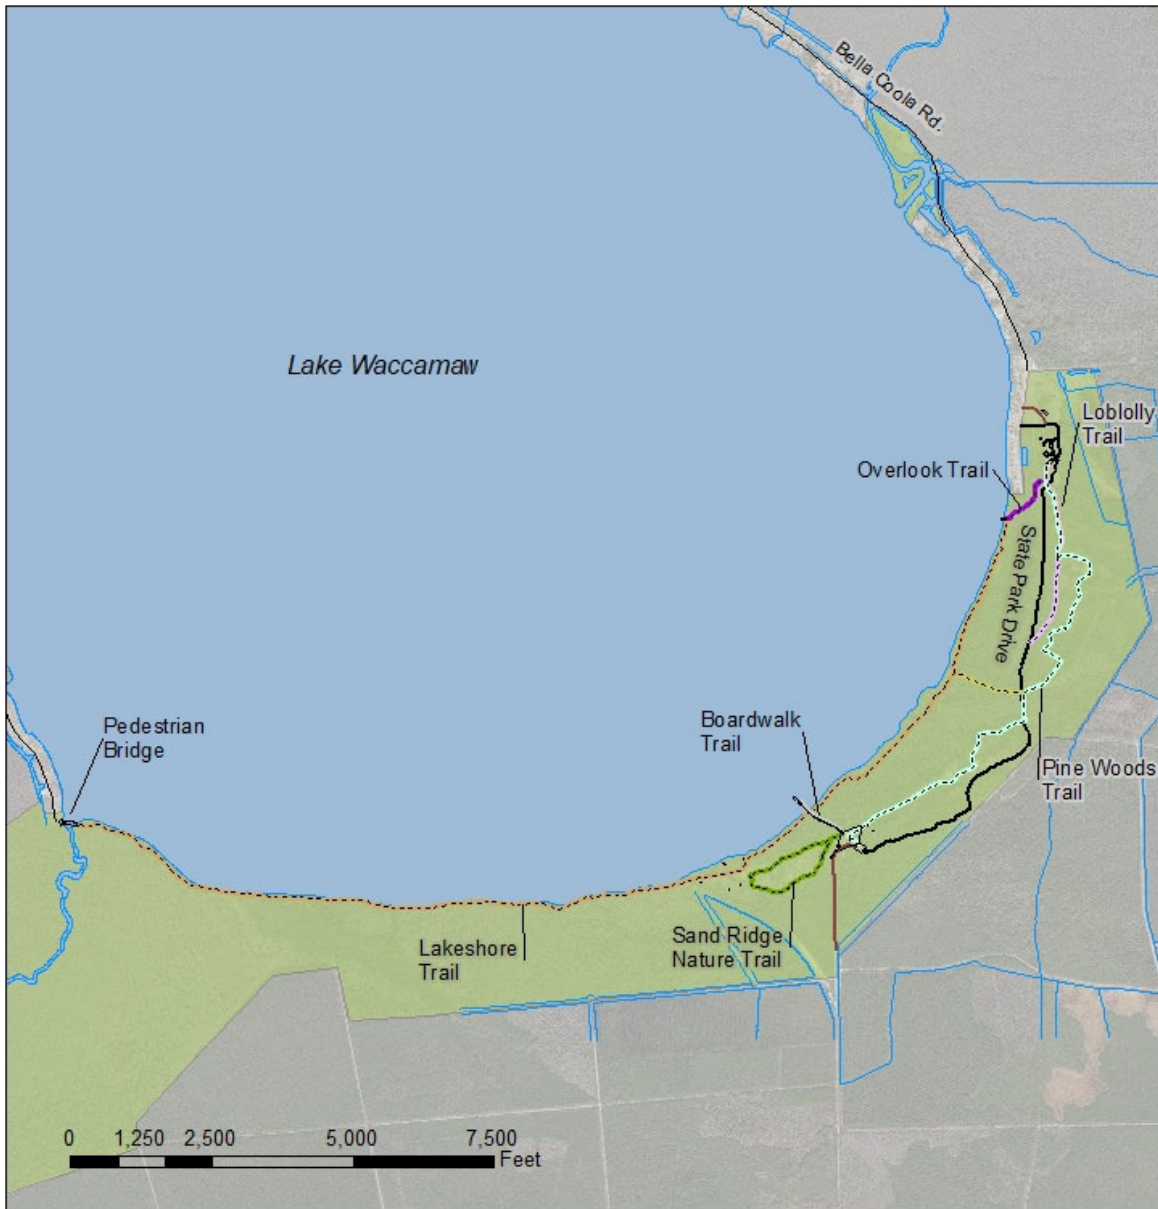 Bella Coola Rd.
Lake Waccamaw
Loblolly
Trail
Overlook Trail
State Park Drive
Pedestrian
Bridge
Boardwalk
Trail
Pine Woods
Trail
Lakeshore
Trail
Sand Ridge
Nature Trail
0 1,250 2,500 5,000 7,500
Feet